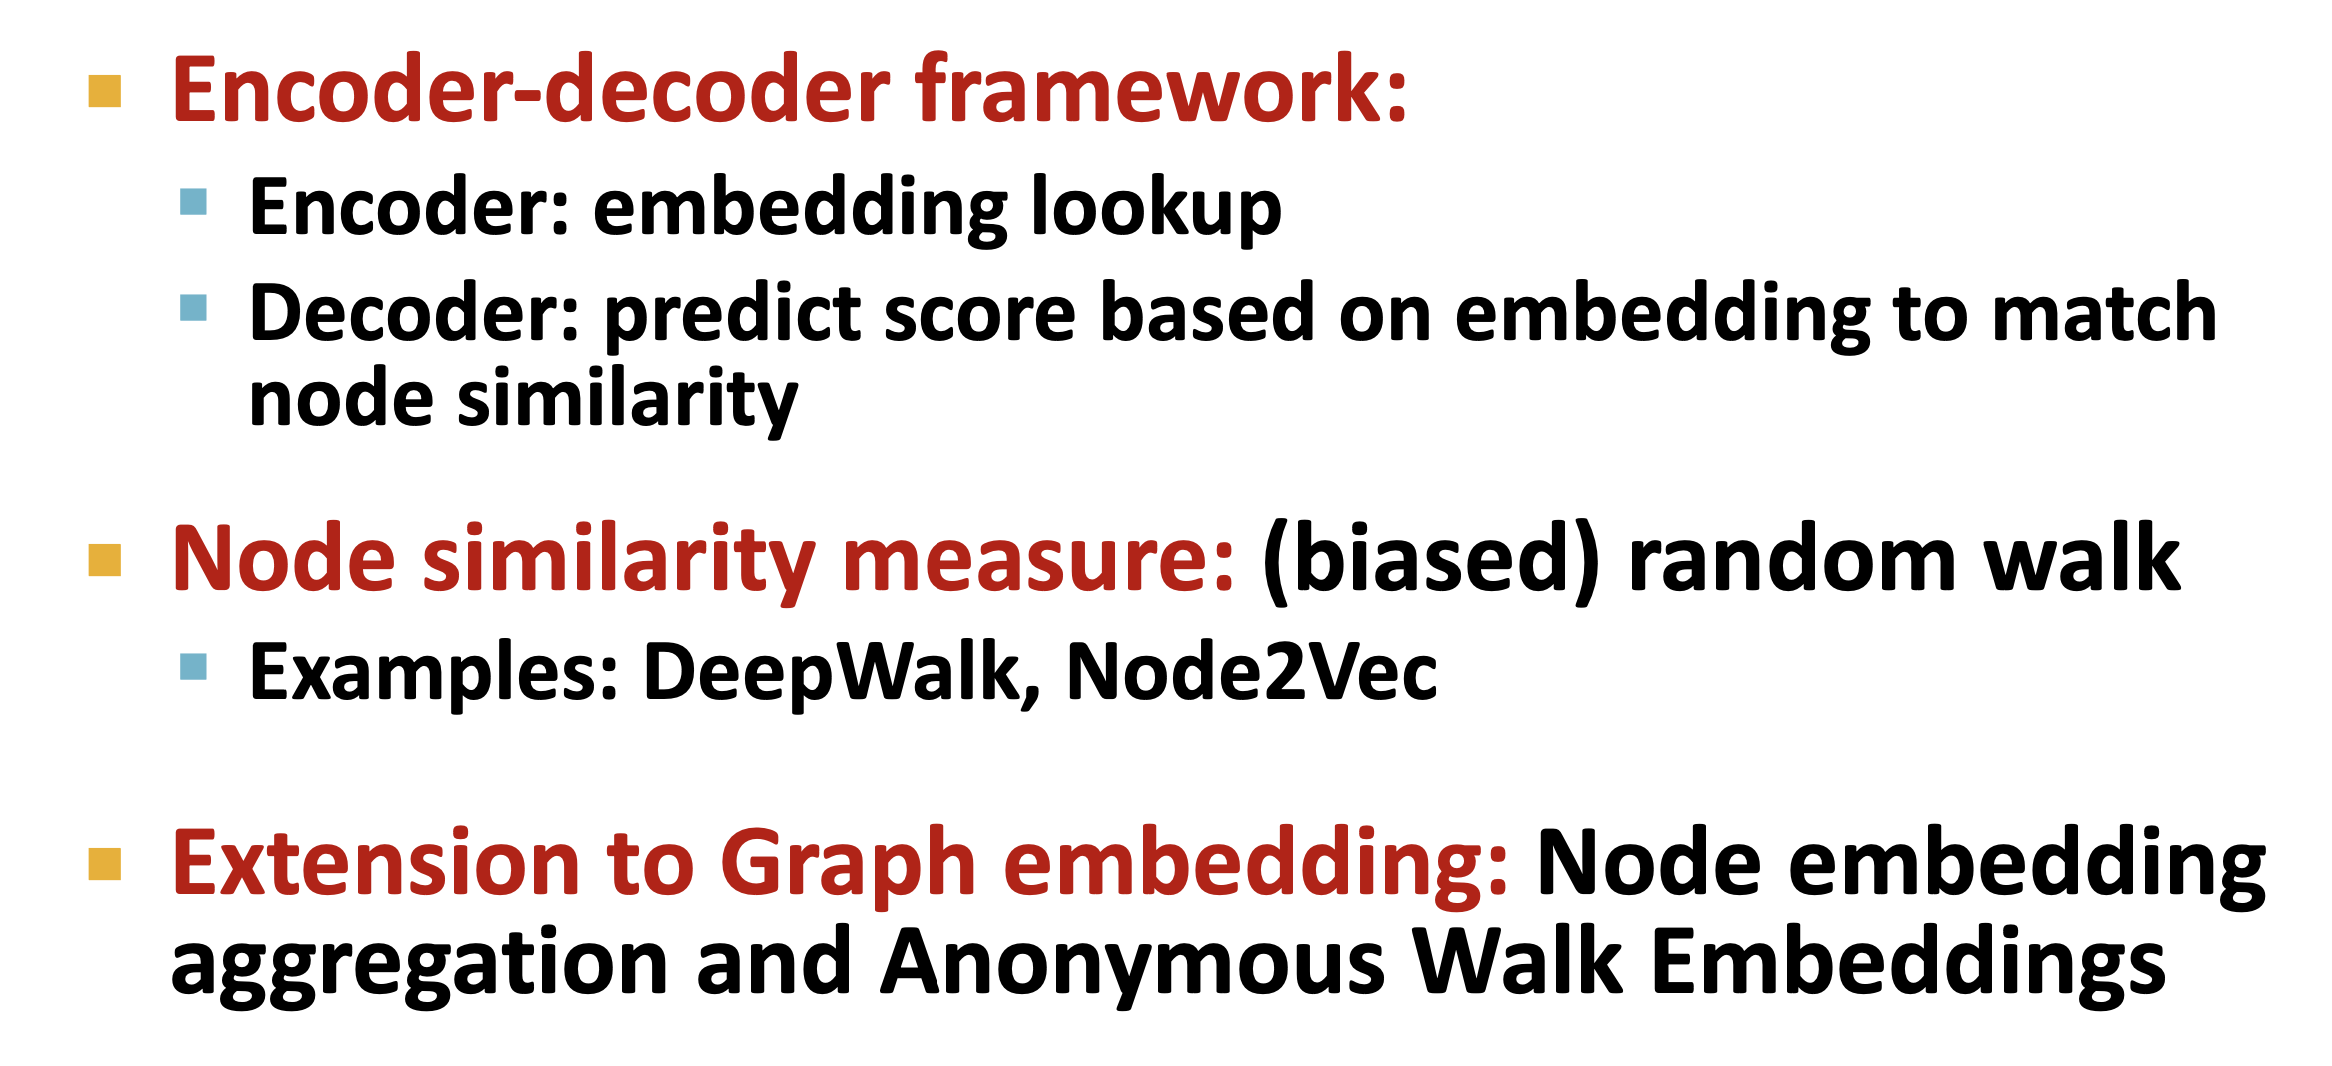 Encoder-decoder framework:
Encoder: embedding lookup
Decoder: predict score based on embedding to match
node similarity
Node similarity measure: (biased) random walk
Examples: DeepWalk, Node2Vec
Extension to Graph embedding: Node embedding
aggregation and Anonymous Walk Embeddings